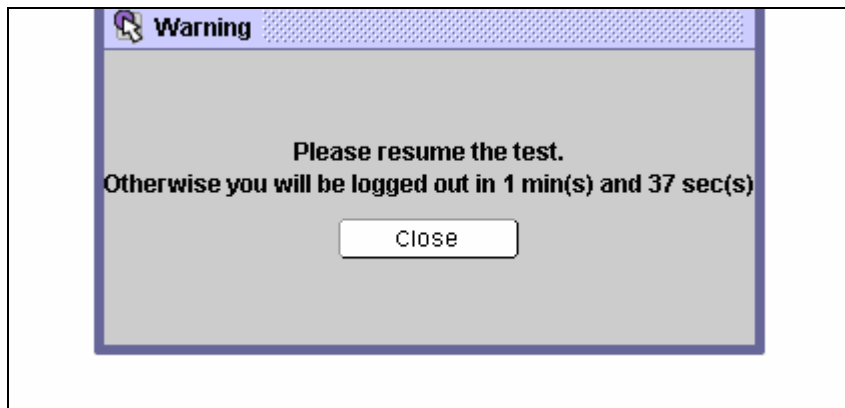 Warning
Please resume the test.
Otherwise you will be logged out in 1 min(s) and 37 sec(s)
Close